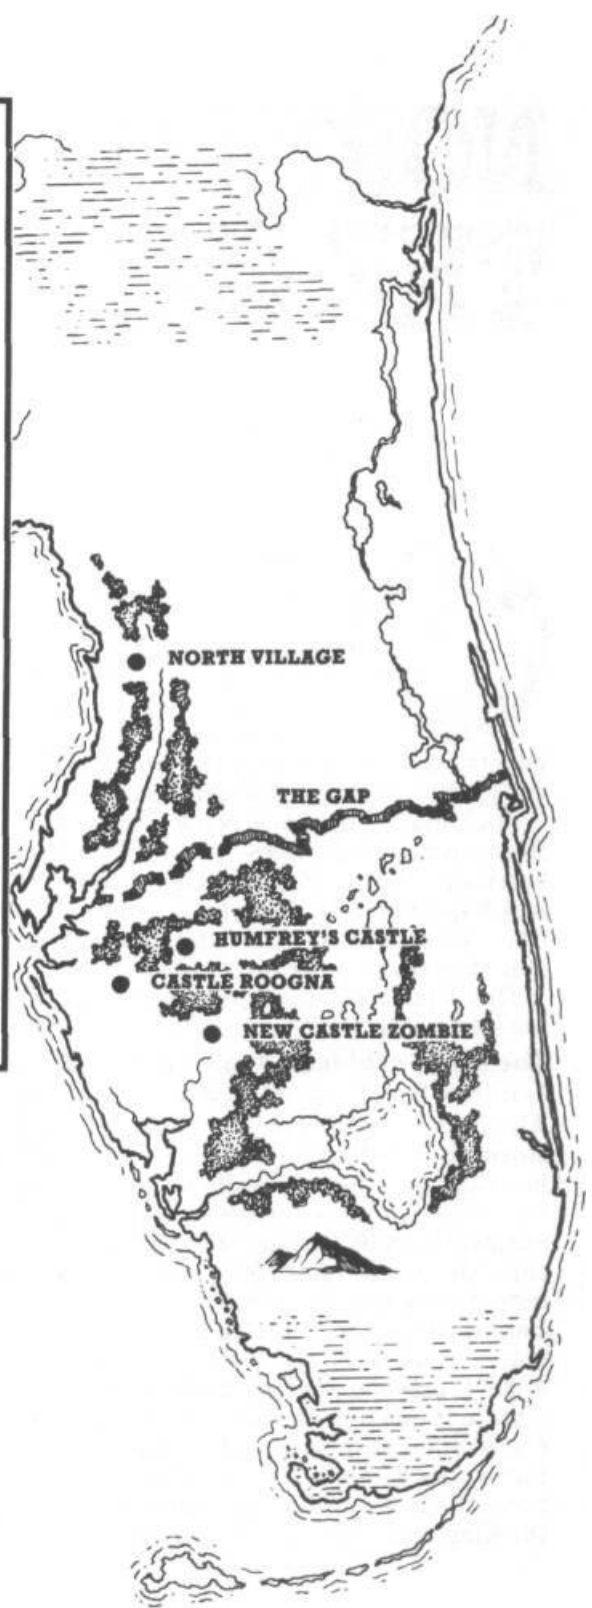 NORTH VILLAGE
THE GAP
HUMFREY'S CASTLE
CASTLE ROOGNA
NEW CASTLE ZOMBIE